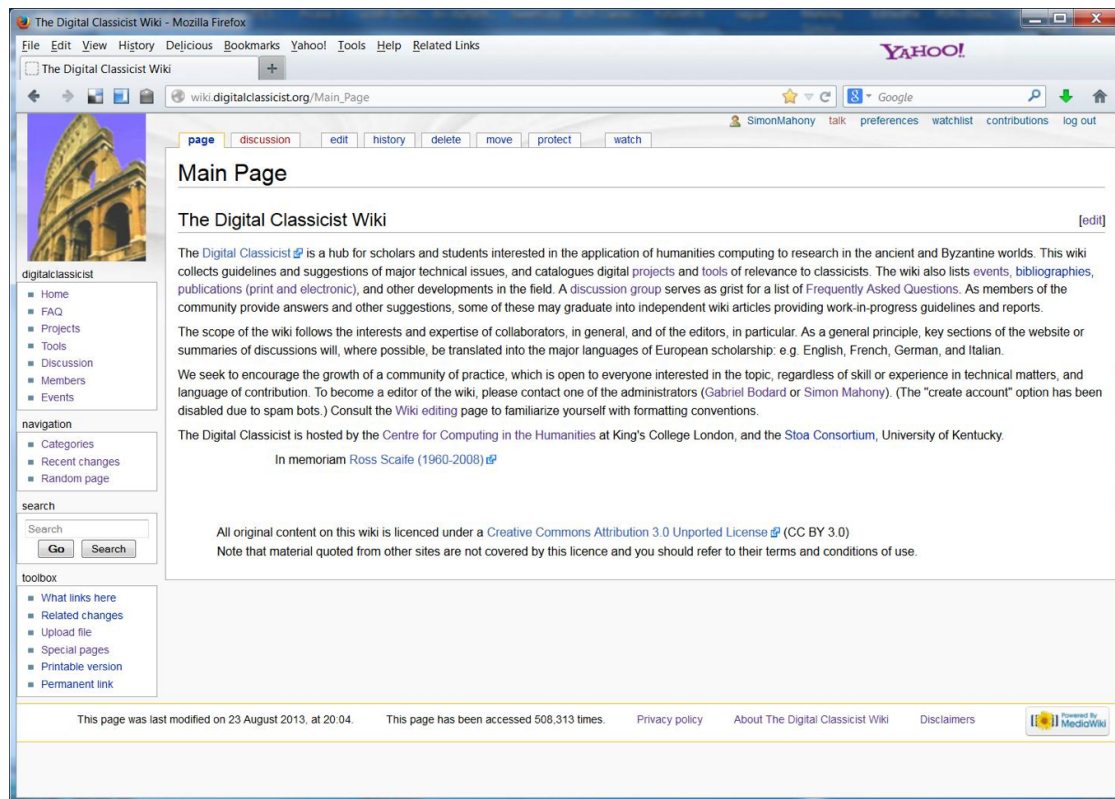 The Digital Classicist Wiki - Mozilla Firefox
File Edit View History Delicious Bookmarks Yahoo! Tools Help Related Links
YAHOO!
The Digital Classicist Wiki +
wiki.digitalclassicist.org/Main_Page
8 Google
SimonMahony talk preferences watchlist contributions log out
page discussion edit history delete move protect watch
Main Page
The Digital Classicist Wiki [edit]
The Digital Classicist is a hub for scholars and students interested in the application of humanities computing to research in the ancient and Byzantine worlds. This wiki
collects guidelines and suggestions of major technical issues, and catalogues digital projects and tools of relevance to classicists. The wiki also lists events, bibliographies,
publications (print and electronic), and other developments in the field. A discussion group serves as grist for a list of Frequently Asked Questions. As members of the
community provide answers and other suggestions, some of these may graduate into independent wiki articles providing work-in-progress guidelines and reports.
The scope of the wiki follows the interests and expertise of collaborators, in general, and of the editors, in particular. As a general principle, key sections of the website or
summaries of discussions will, where possible, be translated into the major languages of European scholarship: e.g. English, French, German, and Italian.
We seek to encourage the growth of a community of practice, which is open to everyone interested in the topic, regardless of skill or experience in technical matters, and
language of contribution. To become a editor of the wiki, please contact one of the administrators (Gabriel Bodard or Simon Mahony). (The "create account" option has been
disabled due to spam bots.) Consult the Wiki editing page to familiarize yourself with formatting conventions.
The Digital Classicist is hosted by the Centre for Computing in the Humanities at King's College London, and the Stoa Consortium, University of Kentucky.
In memoriam Ross Scaife (1960-2008)
All original content on this wiki is licenced under a Creative Commons Attribution 3.0 Unported License (CC BY 3.0)
Note that material quoted from other sites are not covered by this licence and you should refer to their terms and conditions of use.
digitalclassicist
Home
FAQ
Projects
Tools
Discussion
Members
Events
navigation
Categories
Recent changes
Random page
search
Search
Go Search
toolbox
What links here
Related changes
Upload file
Special pages
Printable version
Permanent link
This page was last modified on 23 August 2013, at 20:04. This page has been accessed 508,313 times. Privacy policy About The Digital Classicist Wiki Disclaimers
Powered By
MediaWiki